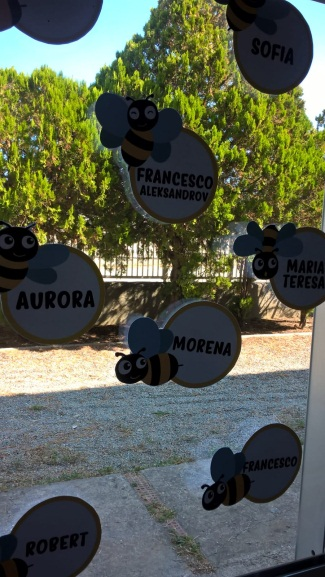 SOFIA
FRANCESCO
ALEKSANDROV
MARIA
TERESA
AURORA
MORENA
FRANCESCO
ROBERT